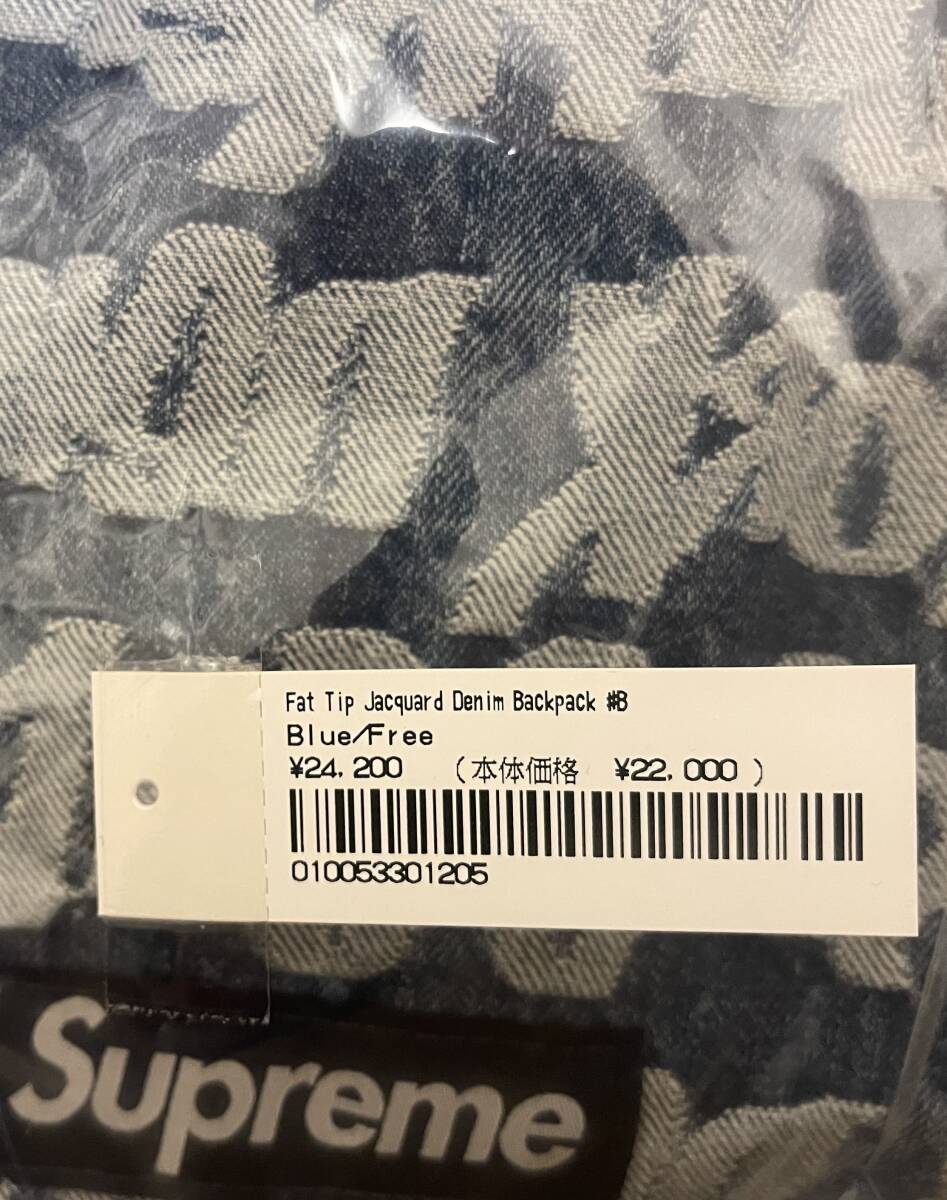 Fat Tip Jacquard Denim Backpack #B
Blue/Free
¥24,200 (本体価格 ¥22,000 )
010053301205
Supreme